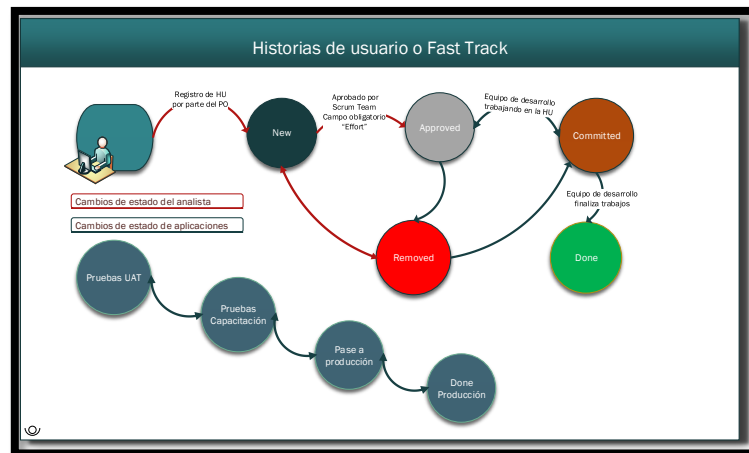 Historias de usuario o Fast Track
Registro de HU
por parte del PO
New
Aprobado por
Scrum Team
Campo obligatorio
"Effort"
Approved
Equipo de desarrollo
trabajando en la HU
Committed
Cambios de estado del analista
Cambios de estado de aplicaciones
Equipo de desarrollo
finaliza trabajos
Removed
Done
Pruebas UAT
Pruebas
Capacitación
Pase a
producción
Done
Producción